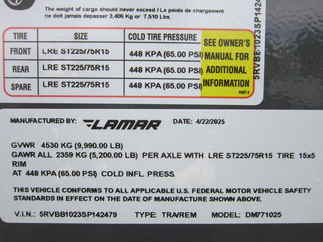 The weight of cargo should never exceed / Le poids de chargement
ne doit jamais depasser 3,406 Kg or 7,510 Lbs.
TIRE SIZE COLD TIRE PRESSURE SEE OWNER'S MANUAL FOR ADDITIONAL INFORMATION
FRONT LRE ST225/75R15 448 KPA (65.00 PSI)
REAR LRE ST225/75R15 448 KPA (65.00 PSI)
SPARE LRE ST225/75R15 448 KPA (65.00 PSI)
5RVBB1023SP142479
MANUFACTURED BY: LAMAR DATE: 4/22/2025
GVWR 4530 KG (9,990.00 LB)
GAWR ALL 2359 KG (5,200.00 LB) PER AXLE WITH LRE ST225/75R15 TIRE 15x5
RIM
AT 448 KPA (65.00 PSI) COLD INFL. PRESS.
THIS VEHICLE CONFORMS TO ALL APPLICABLE U.S. FEDERAL MOTOR VEHICLE SAFETY
STANDARDS IN EFFECT ON THE DATE OF MANUFACTURE SHOWN ABOVE.
V.I.N.: 5RVBB1023SP142479 TYPE: TRA/REM MODEL: DM771025